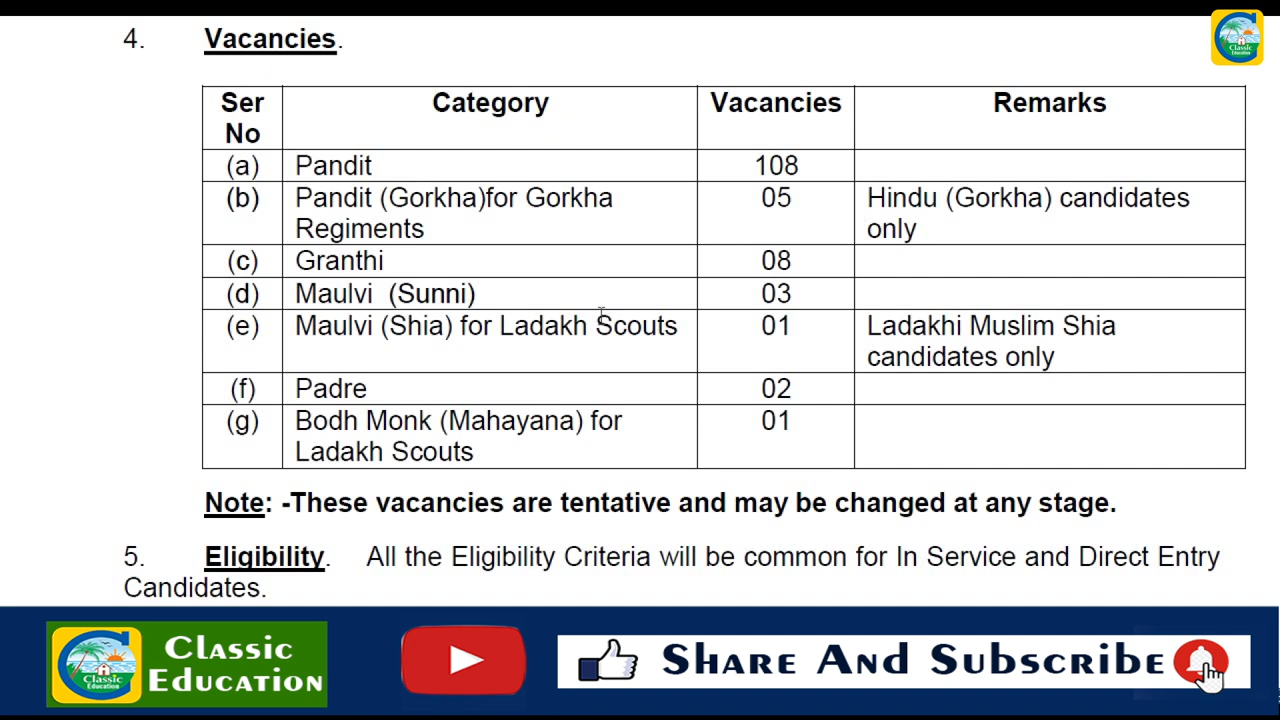 4. Vacancies.
Ser No Category Vacancies Remarks
(a) Pandit 108
(b) Pandit (Gorkha)for Gorkha Regiments 05 Hindu (Gorkha) candidates only
(c) Granthi 08
(d) Maulvi (Sunni) 03
(e) Maulvi (Shia) for Ladakh Scouts 01 Ladakhi Muslim Shia candidates only
(f) Padre 02
(g) Bodh Monk (Mahayana) for Ladakh Scouts 01
Note: -These vacancies are tentative and may be changed at any stage.
5. Eligibility. All the Eligibility Criteria will be common for In Service and Direct Entry
Candidates.
Classic
Education
Classic
Education
Classic
Education
Share And Subscribe